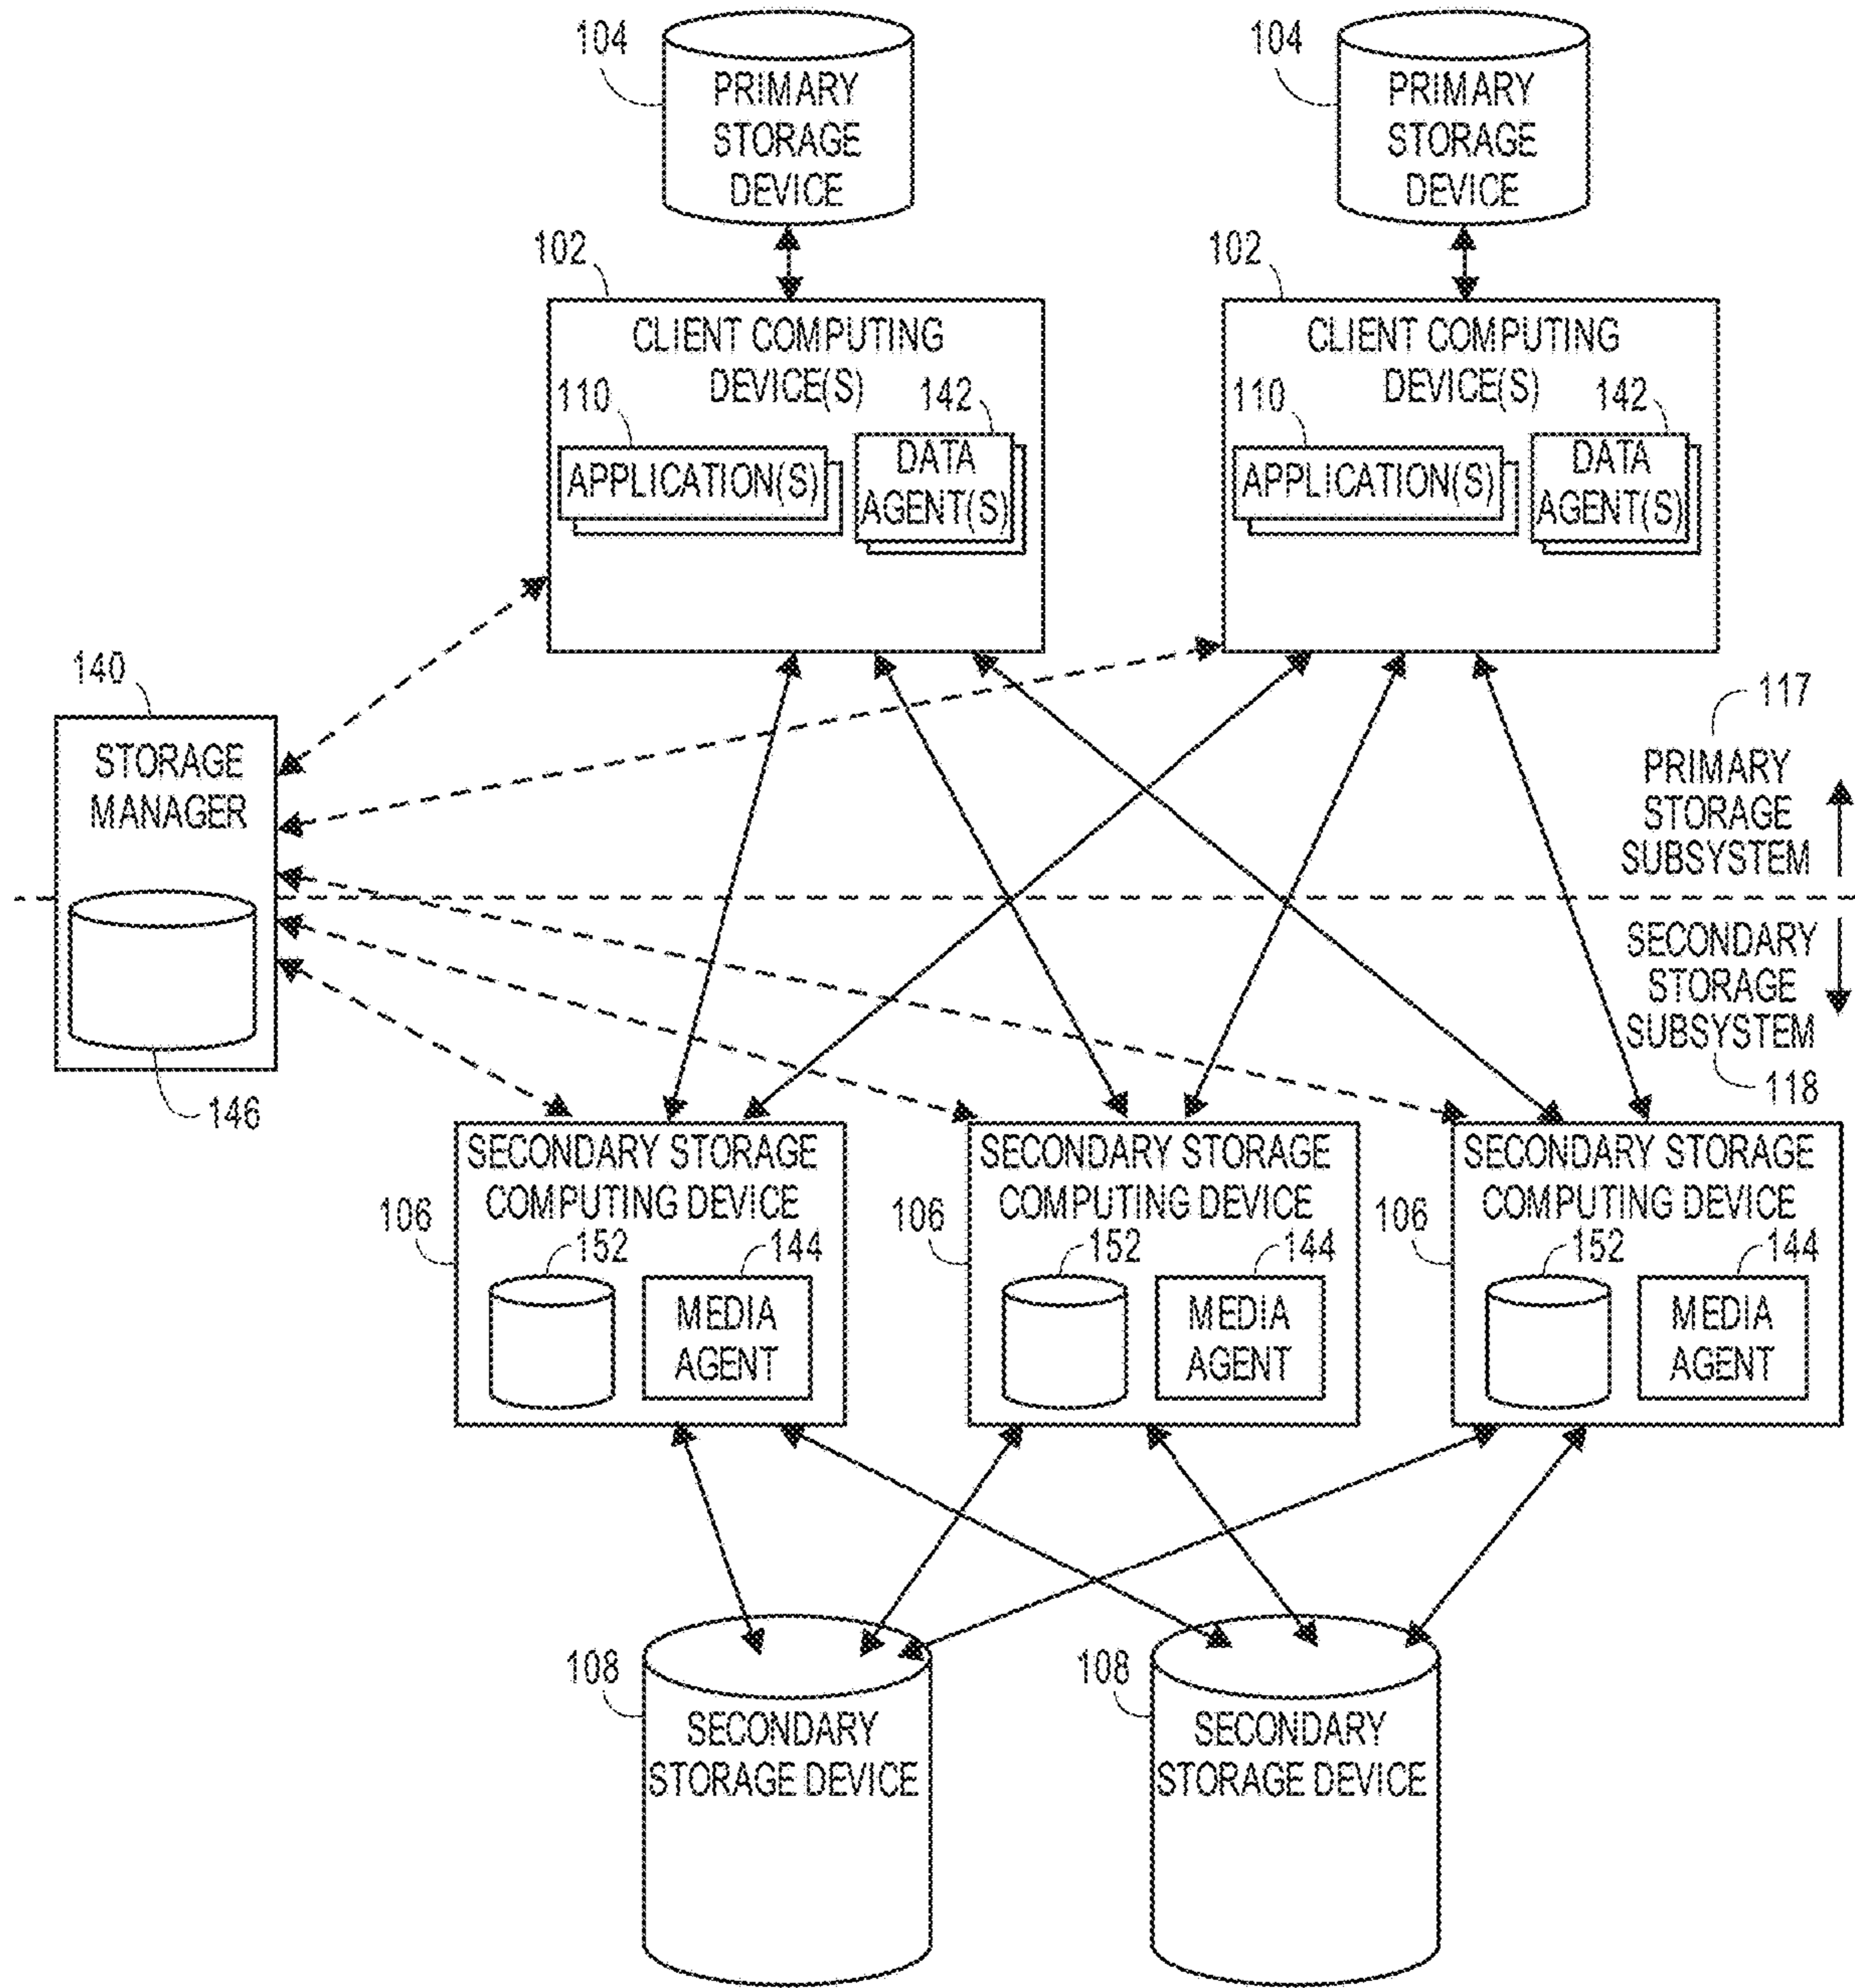 104
PRIMARY
STORAGE
DEVICE
104
PRIMARY
STORAGE
DEVICE
102
CLIENT COMPUTING
DEVICE(S)
110
142
APPLICATION(S)
DATA
AGENT(S)
102
CLIENT COMPUTING
DEVICE(S)
110
142
APPLICATION(S)
DATA
AGENT(S)
140
STORAGE
MANAGER
146
117
PRIMARY
STORAGE
SUBSYSTEM
SECONDARY
STORAGE
SUBSYSTEM
118
106
SECONDARY STORAGE
COMPUTING DEVICE
152
144
MEDIA
AGENT
106
SECONDARY STORAGE
COMPUTING DEVICE
152
144
MEDIA
AGENT
106
SECONDARY STORAGE
COMPUTING DEVICE
152
144
MEDIA
AGENT
108
SECONDARY
STORAGE DEVICE
108
SECONDARY
STORAGE DEVICE